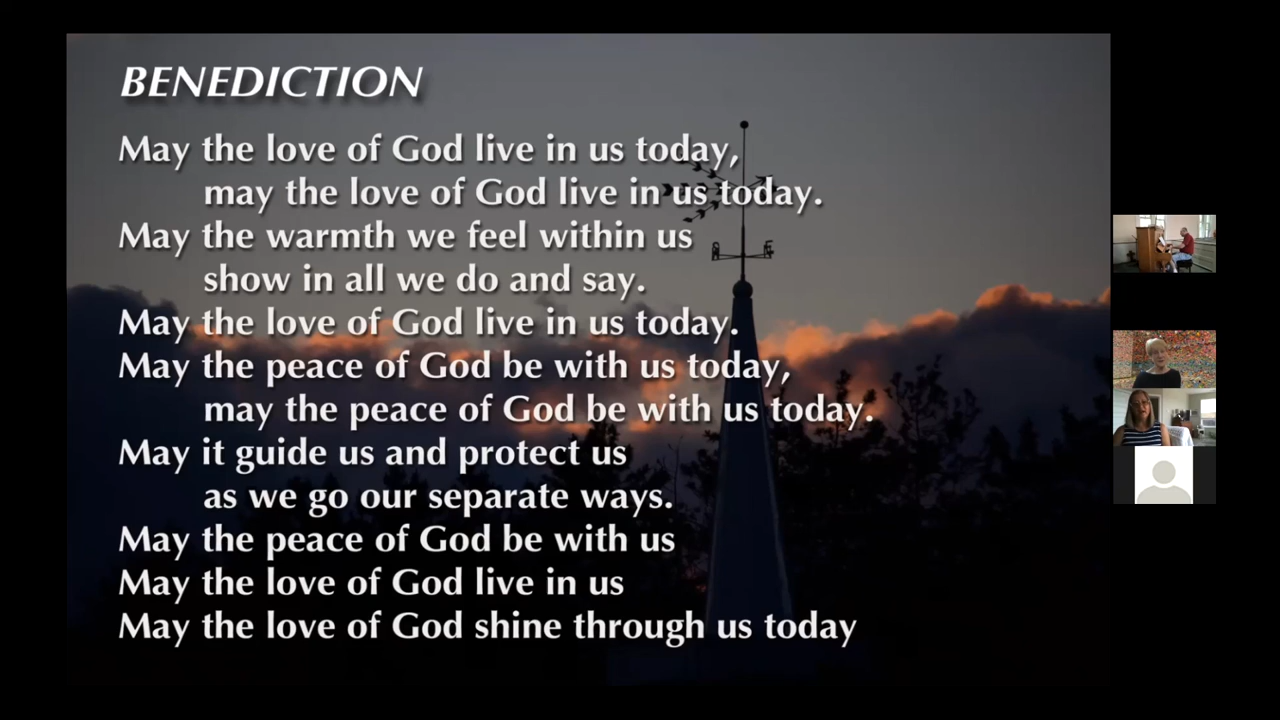 BENEDICTION
May the love of God live in us today,
may the love of God live in us today.
May the warmth we feel within us
show in all we do and say.
May the love of God live in us today.
May the peace of God be with us today,
may the peace of God be with us today.
May it guide us and protect us
as we go our separate ways.
May the peace of God be with us
May the love of God live in us
May the love of God shine through us today